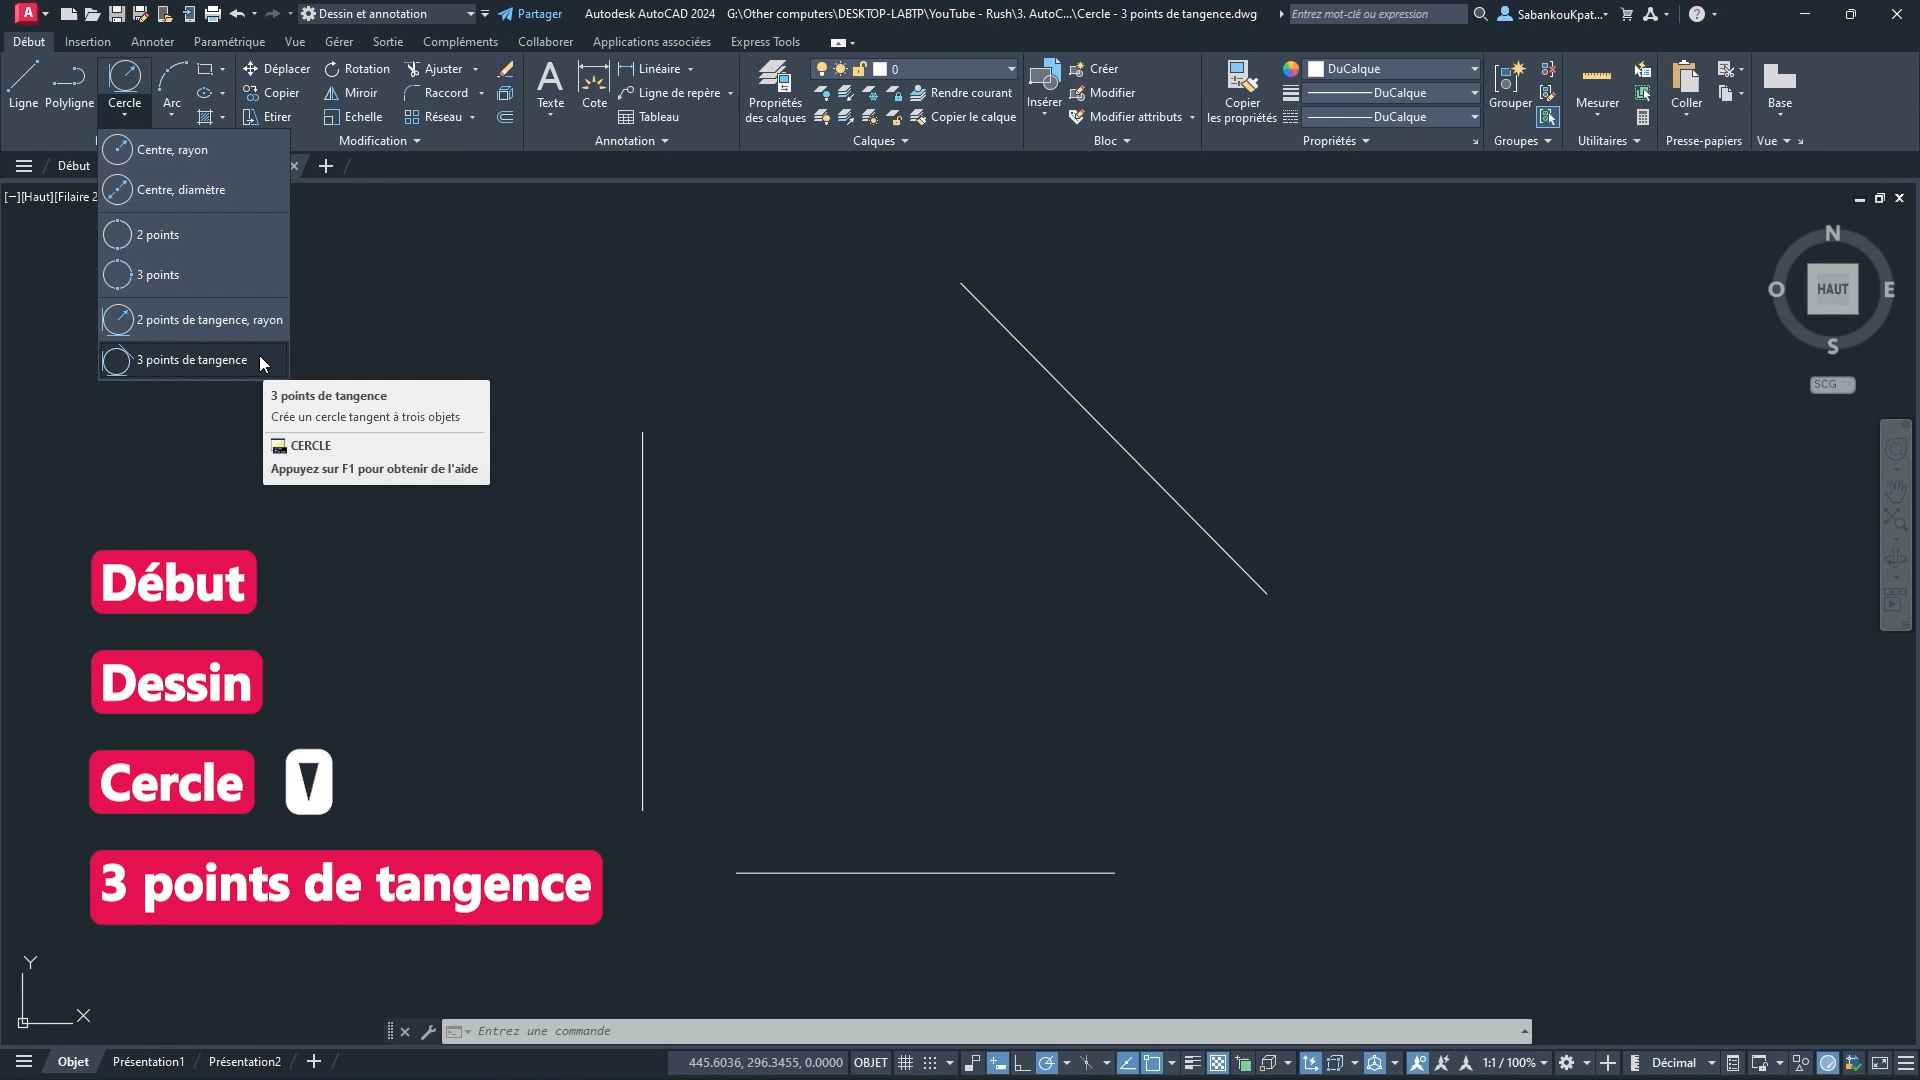 A
Dessin et annotation
Partager
Autodesk AutoCAD 2024
G:\Other computers\DESKTOP-LABTP\YouTube - Rush\3. AutoC...\Cercle - 3 points de tangence.dwg
Entrez mot-clé ou expression
SabankouKpat...
Début Insertion Annoter Paramétrique Vue Gérer Sortie Compléments Collaborer Applications associées Express Tools
Ligne Polyligne Cercle Arc
Déplacer Rotation Ajuster
Copier Miroir Raccord
Etirer Echelle Réseau
Modification
Texte Cote
Linéaire
Ligne de repère
Tableau
Annotation
Propriétés des calques
0
Rendre courant
Copier le calque
Calques
Insérer
Créer
Modifier
Modifier attributs
Bloc
Copier les propriétés
DuCalque
DuCalque
DuCalque
Propriétés
Grouper
Groupes
Mesurer
Utilitaires
Coller
Presse-papiers
Base
Vue
Début
[−][Haut][Filaire 2
Centre, rayon
Centre, diamètre
2 points
3 points
2 points de tangence, rayon
3 points de tangence
3 points de tangence
Crée un cercle tangent à trois objets
CERCLE
Appuyez sur F1 pour obtenir de l'aide
N
O HAUT E
S
SCG
Début
Dessin
Cercle
3 points de tangence
Y
X
Entrez une commande
Objet Présentation1 Présentation2
445.6036, 296.3455, 0.0000 OBJET
1:1 / 100%
Décimal